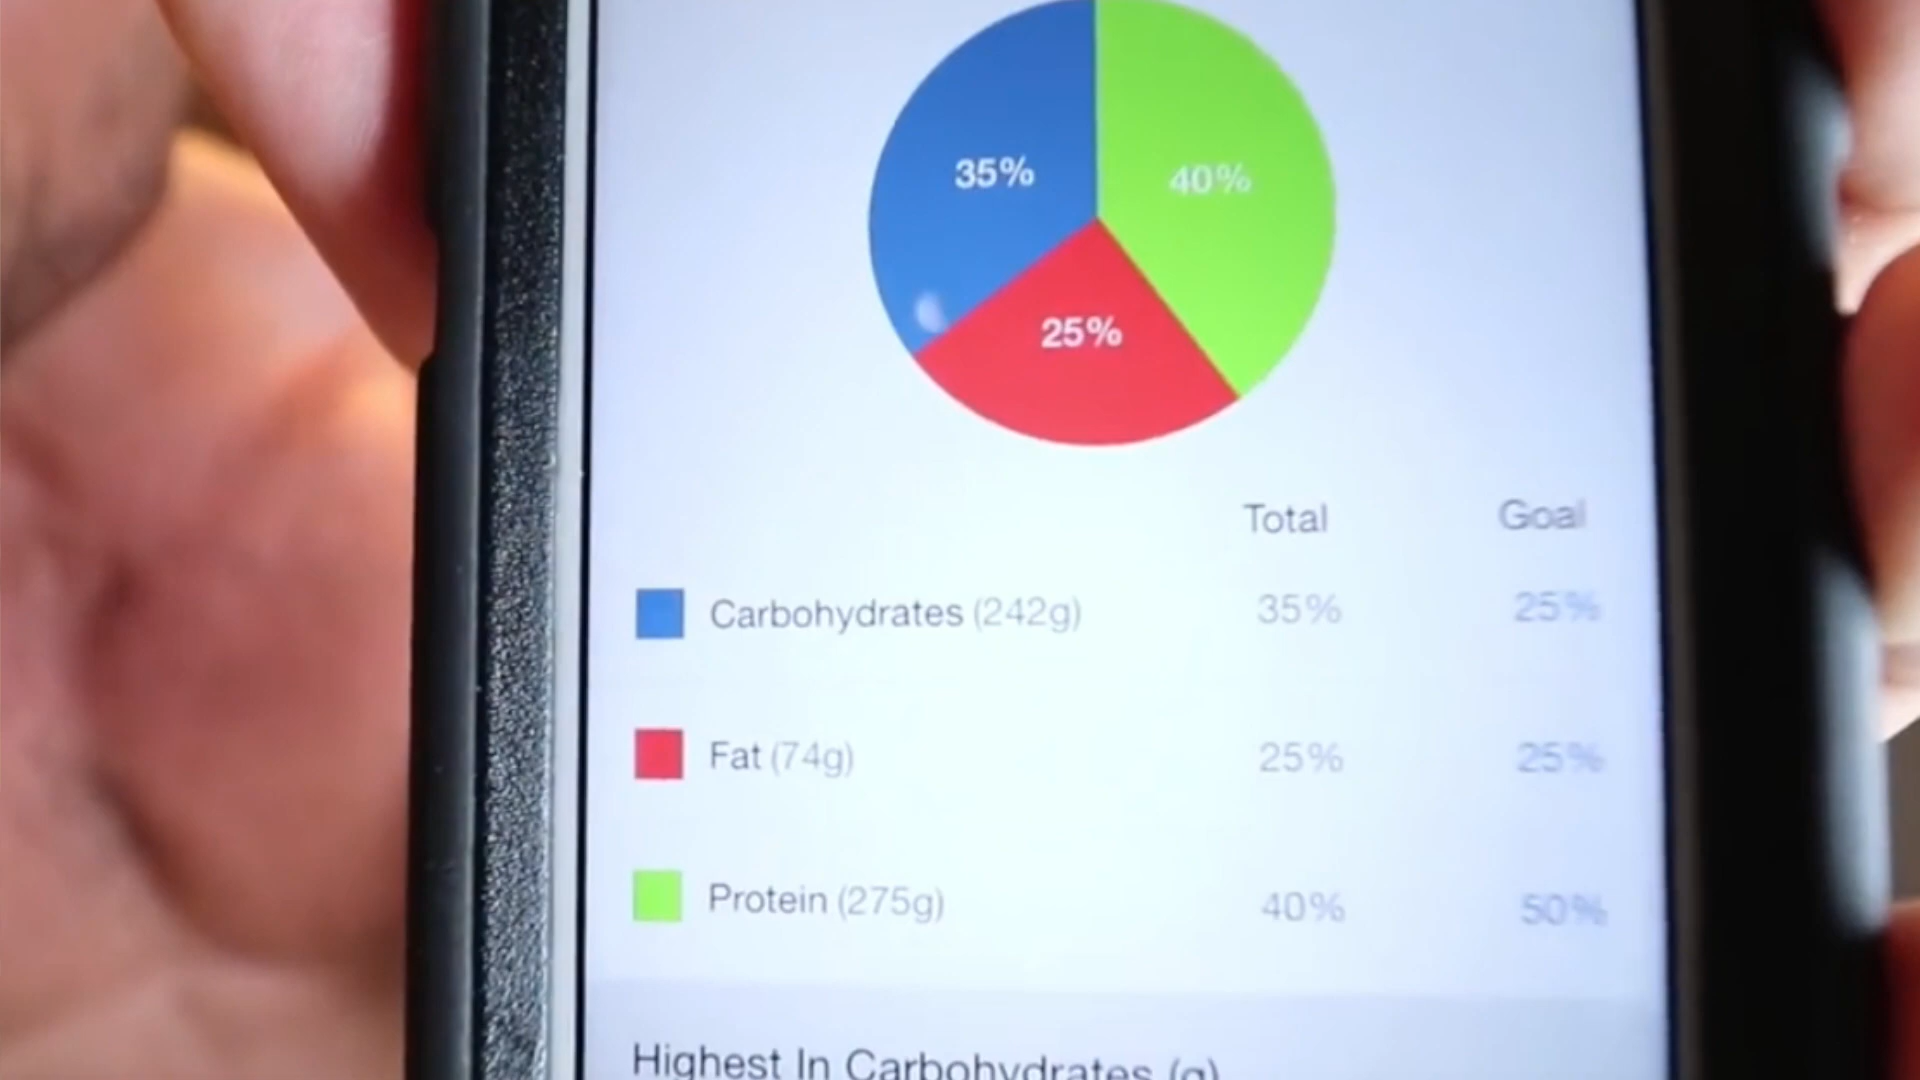 35% 40%
25%
Total Goal
Carbohydrates (242g) 35% 25%
Fat (74g) 25% 25%
Protein (275g) 40% 50%
Highest In Carbohydrates (g)